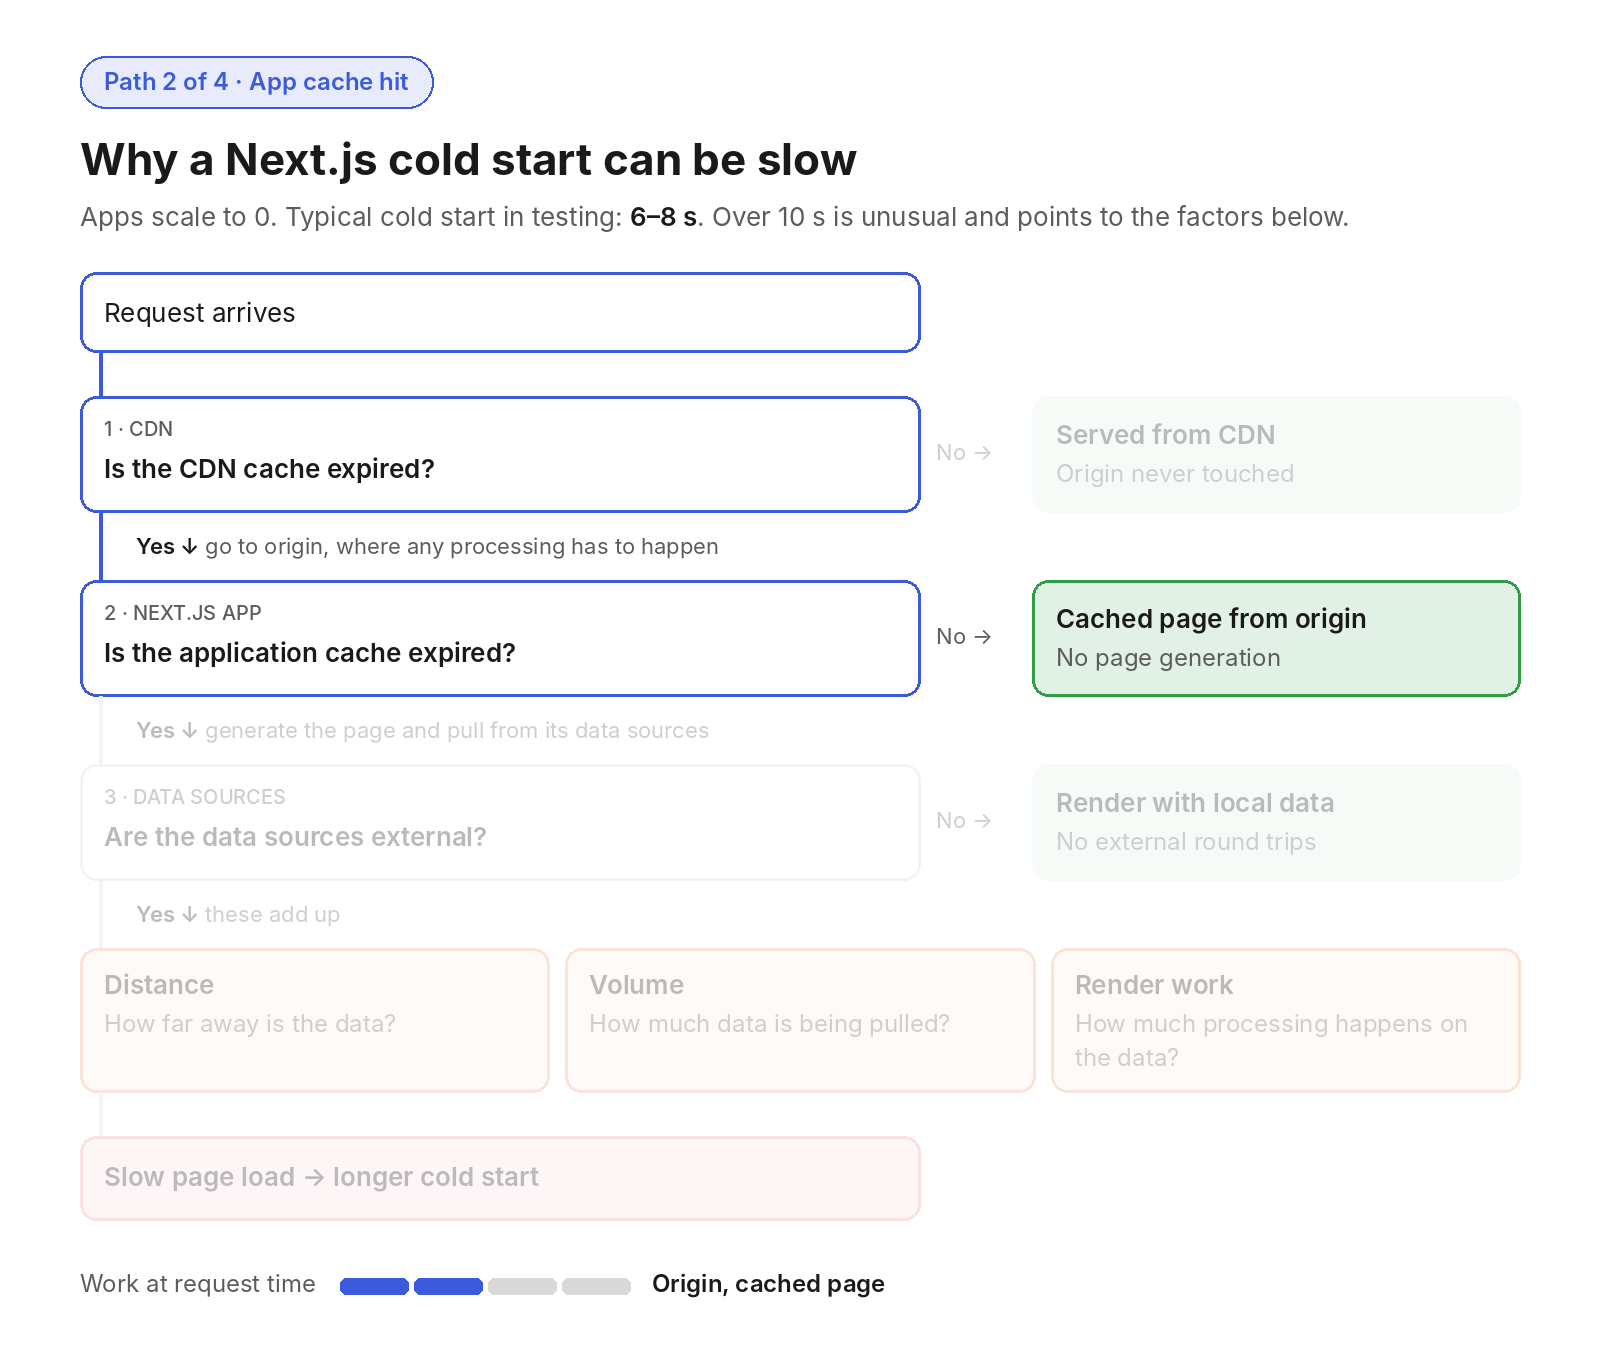 Path 2 of 4 · App cache hit
Why a Next.js cold start can be slow
Apps scale to 0. Typical cold start in testing: 6–8 s. Over 10 s is unusual and points to the factors below.
Request arrives
1 · CDN
Is the CDN cache expired?
No →
Served from CDN
Origin never touched
Yes ↓ go to origin, where any processing has to happen
2 · NEXT.JS APP
Is the application cache expired?
No →
Cached page from origin
No page generation
Yes ↓ generate the page and pull from its data sources
3 · DATA SOURCES
Are the data sources external?
No →
Render with local data
No external round trips
Yes ↓ these add up
Distance
How far away is the data?
Volume
How much data is being pulled?
Render work
How much processing happens on
the data?
Slow page load → longer cold start
Work at request time
Origin, cached page